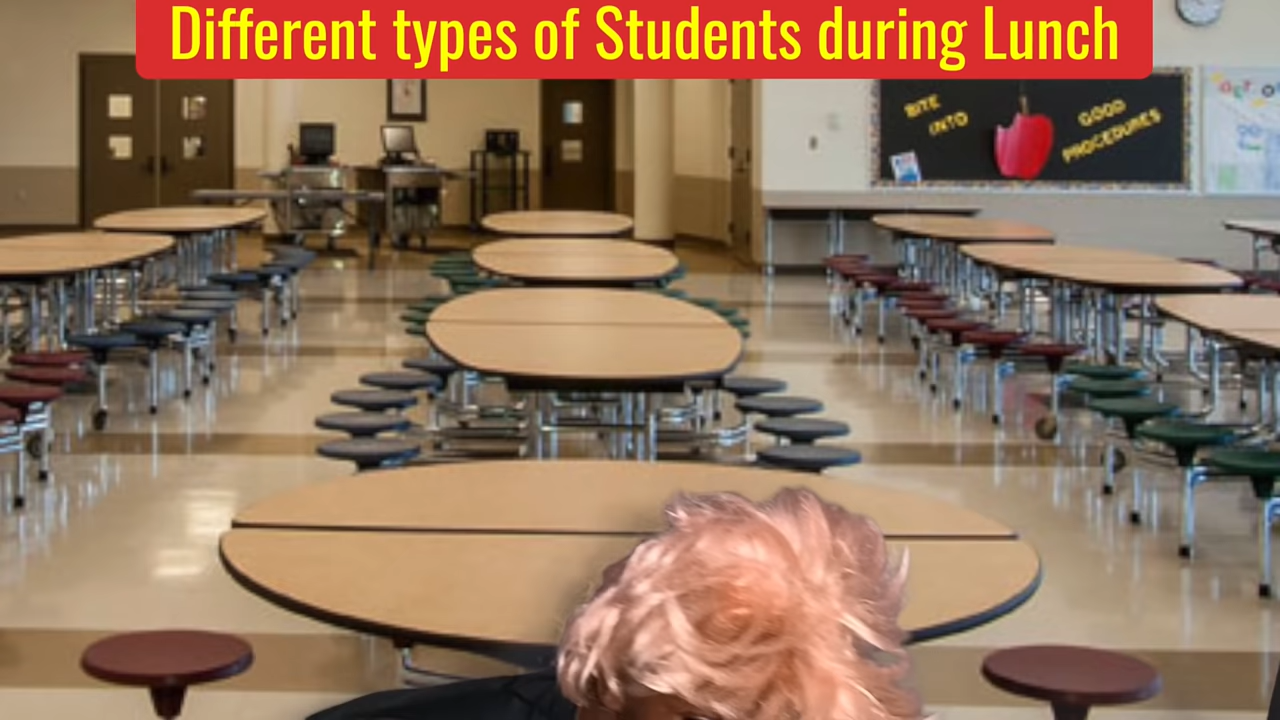 Different types of Students during Lunch
BITE
INTO
GOOD
PROCEDURES